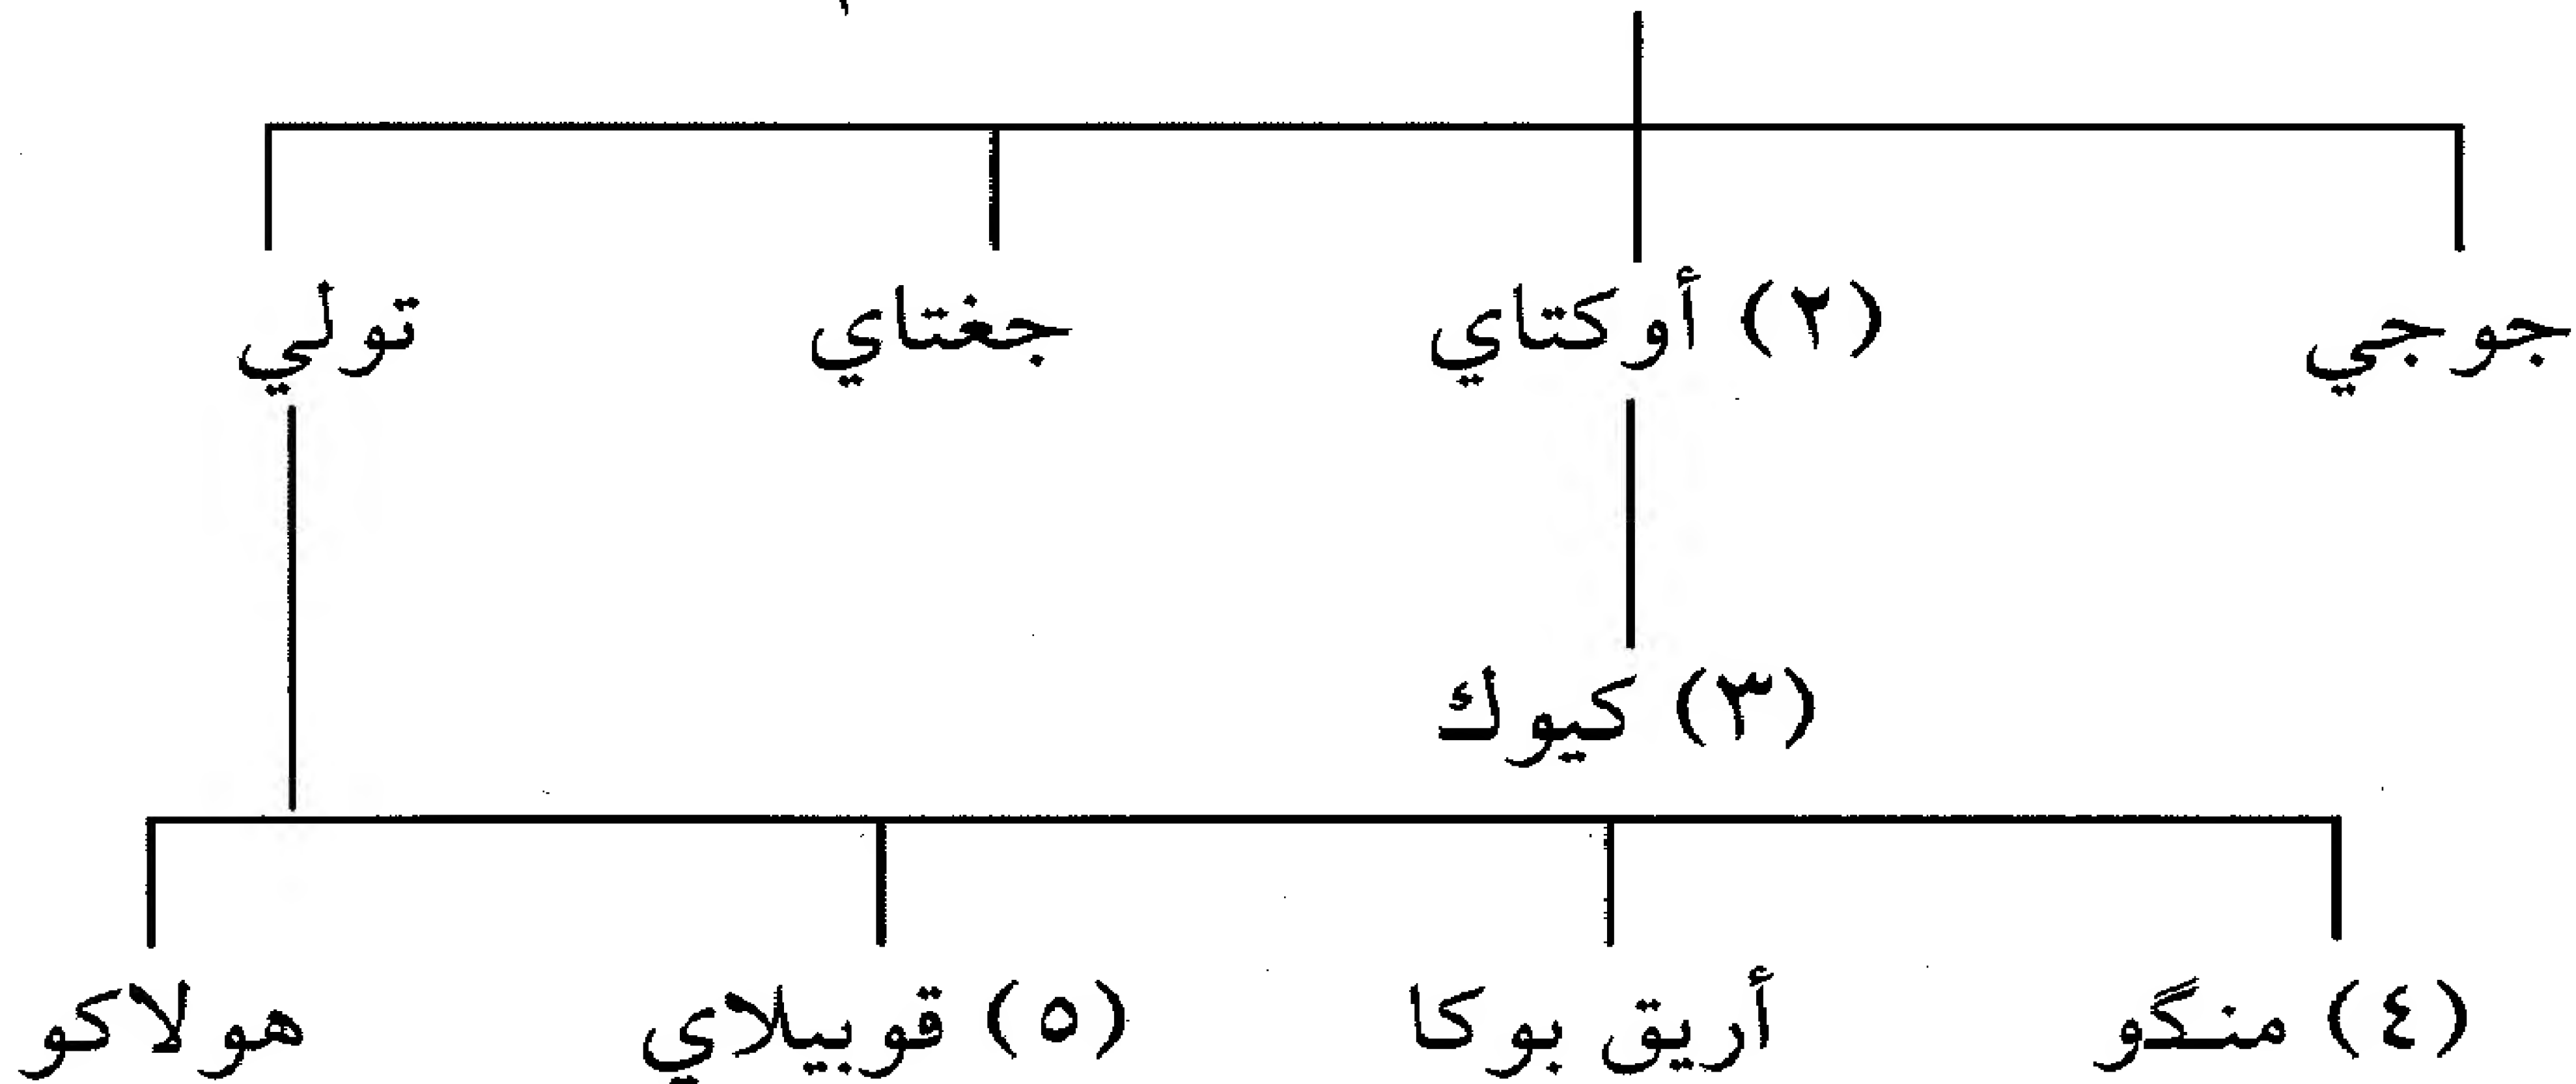 جوجي (٢) أوكتاي جغتاي تولي
(٣) كيوك
(٤) منگو أريق بوكا (٥) قوبيلاي هولاكو